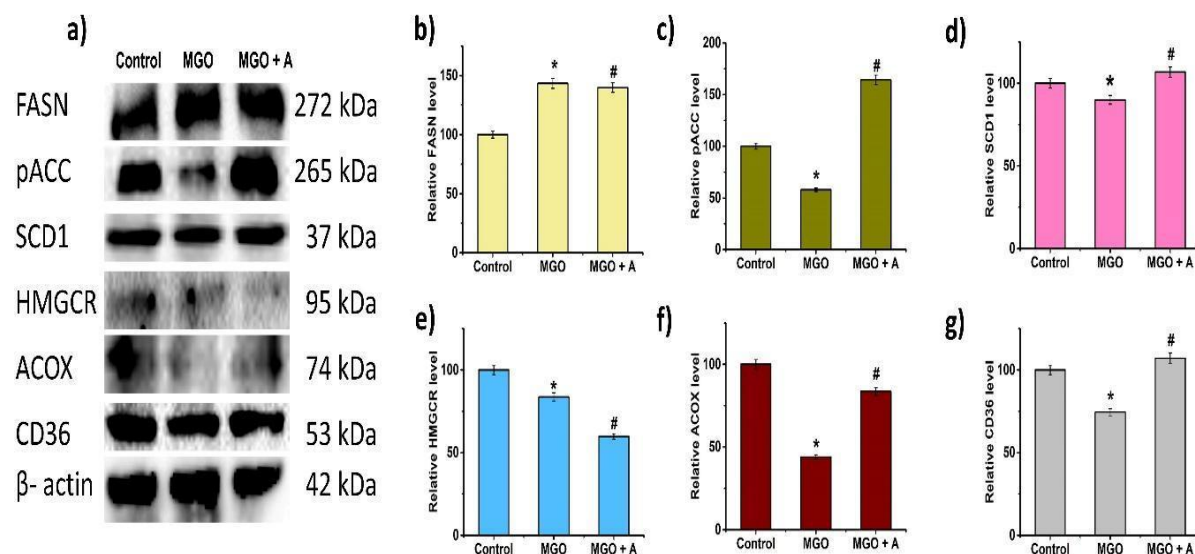 a)
Control MGO MGO + A
FASN 272 kDa
pACC 265 kDa
SCD1 37 kDa
HMGCR 95 kDa
ACOX 74 kDa
CD36 53 kDa
β- actin 42 kDa
b)
Relative FASN level
150
100
50
0
*
#
Control MGO MGO + A
c)
Relative pACC level
200
150
100
50
0
*
#
Control MGO MGO + A
d)
Relative SCD1 level
100
50
0
*
#
Control MGO MGO + A
e)
Relative HMGCR level
100
50
0
*
#
Control MGO MGO + A
f)
Relative ACOX level
100
50
0
*
#
Control MGO MGO + A
g)
Relative CD36 level
100
50
0
*
#
Control MGO MGO + A